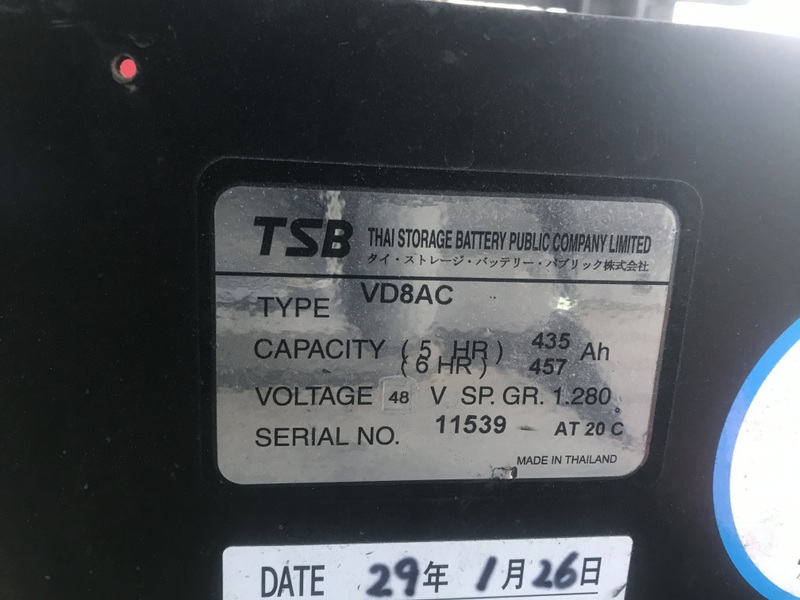 TSB THAI STORAGE BATTERY PUBLIC COMPANY LIMITED
タイ・ストレージ・バッテリー・パブリック株式会社
TYPE VD8AC
CAPACITY ( 5 HR ) 435 Ah
( 6 HR ) 457
VOLTAGE 48 V SP. GR. 1.280
SERIAL NO. 11539 AT 20°C
MADE IN THAILAND
DATE 29年 1月26日